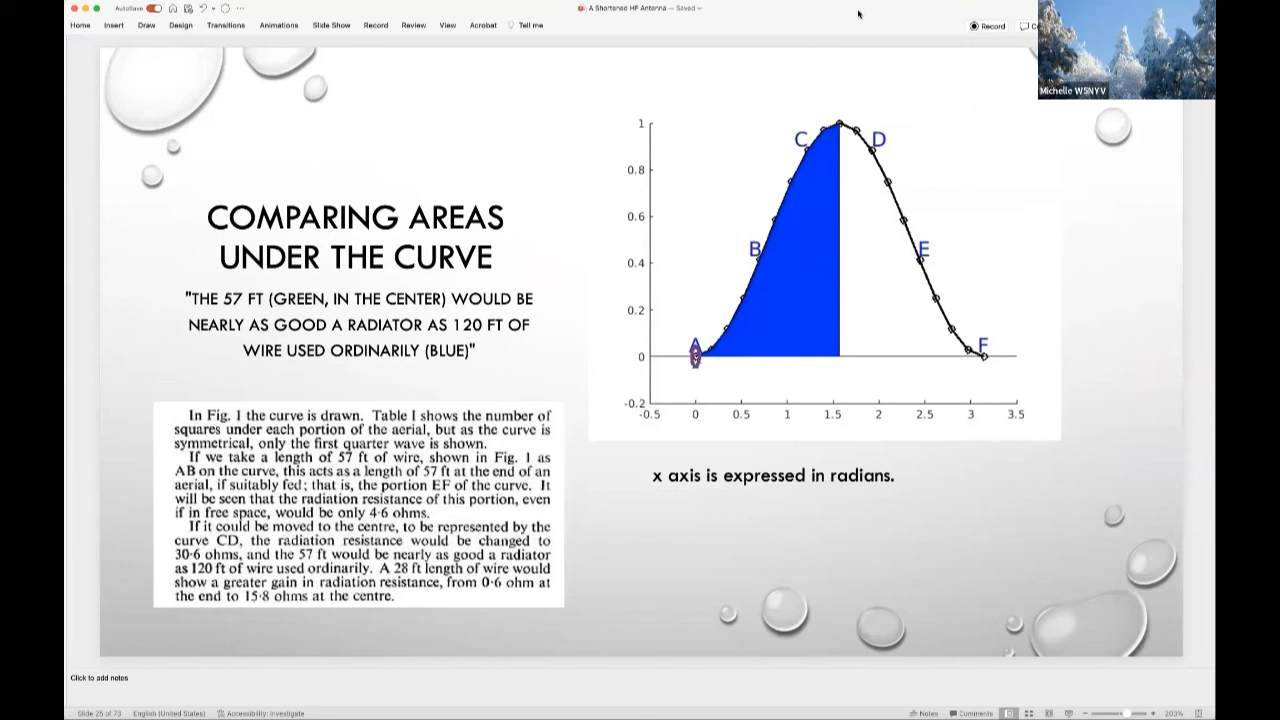 AutoSave
A Shortened HF Antenna — Saved
Home Insert Draw Design Transitions Animations Slide Show Record Review View Acrobat Tell me
Record
Michelle W5NYV
COMPARING AREAS
UNDER THE CURVE
"THE 57 FT (GREEN, IN THE CENTER) WOULD BE
NEARLY AS GOOD A RADIATOR AS 120 FT OF
WIRE USED ORDINARILY (BLUE)"
In Fig. 1 the curve is drawn. Table I shows the number of
squares under each portion of the aerial, but as the curve is
symmetrical, only the first quarter wave is shown.
If we take a length of 57 ft of wire, shown in Fig. 1 as
AB on the curve, this acts as a length of 57 ft at the end of an
aerial, if suitably fed; that is, the portion EF of the curve. It
will be seen that the radiation resistance of this portion, even
if in free space, would be only 4·6 ohms.
If it could be moved to the centre, to be represented by the
curve CD, the radiation resistance would be changed to
30·6 ohms, and the 57 ft would be nearly as good a radiator
as 120 ft of wire used ordinarily. A 28 ft length of wire would
show a greater gain in radiation resistance, from 0·6 ohm at
the end to 15·8 ohms at the centre.
1
0.8
0.6
0.4
0.2
0
-0.2
-0.5 0 0.5 1 1.5 2 2.5 3 3.5
A
B
C
D
E
F
x axis is expressed in radians.
Click to add notes
Slide 25 of 73 English (United States) Accessibility: Investigate
Notes Comments 203%